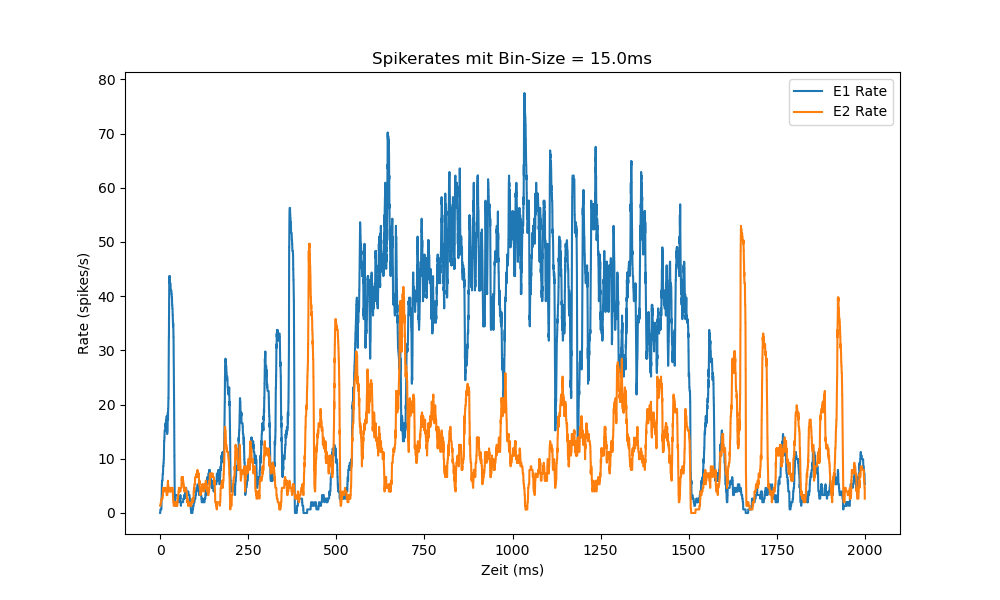 Spikerates mit Bin-Size = 15.0ms
E1 Rate
E2 Rate
80
70
60
50
40
30
20
10
0
Rate (spikes/s)
0 250 500 750 1000 1250 1500 1750 2000
Zeit (ms)